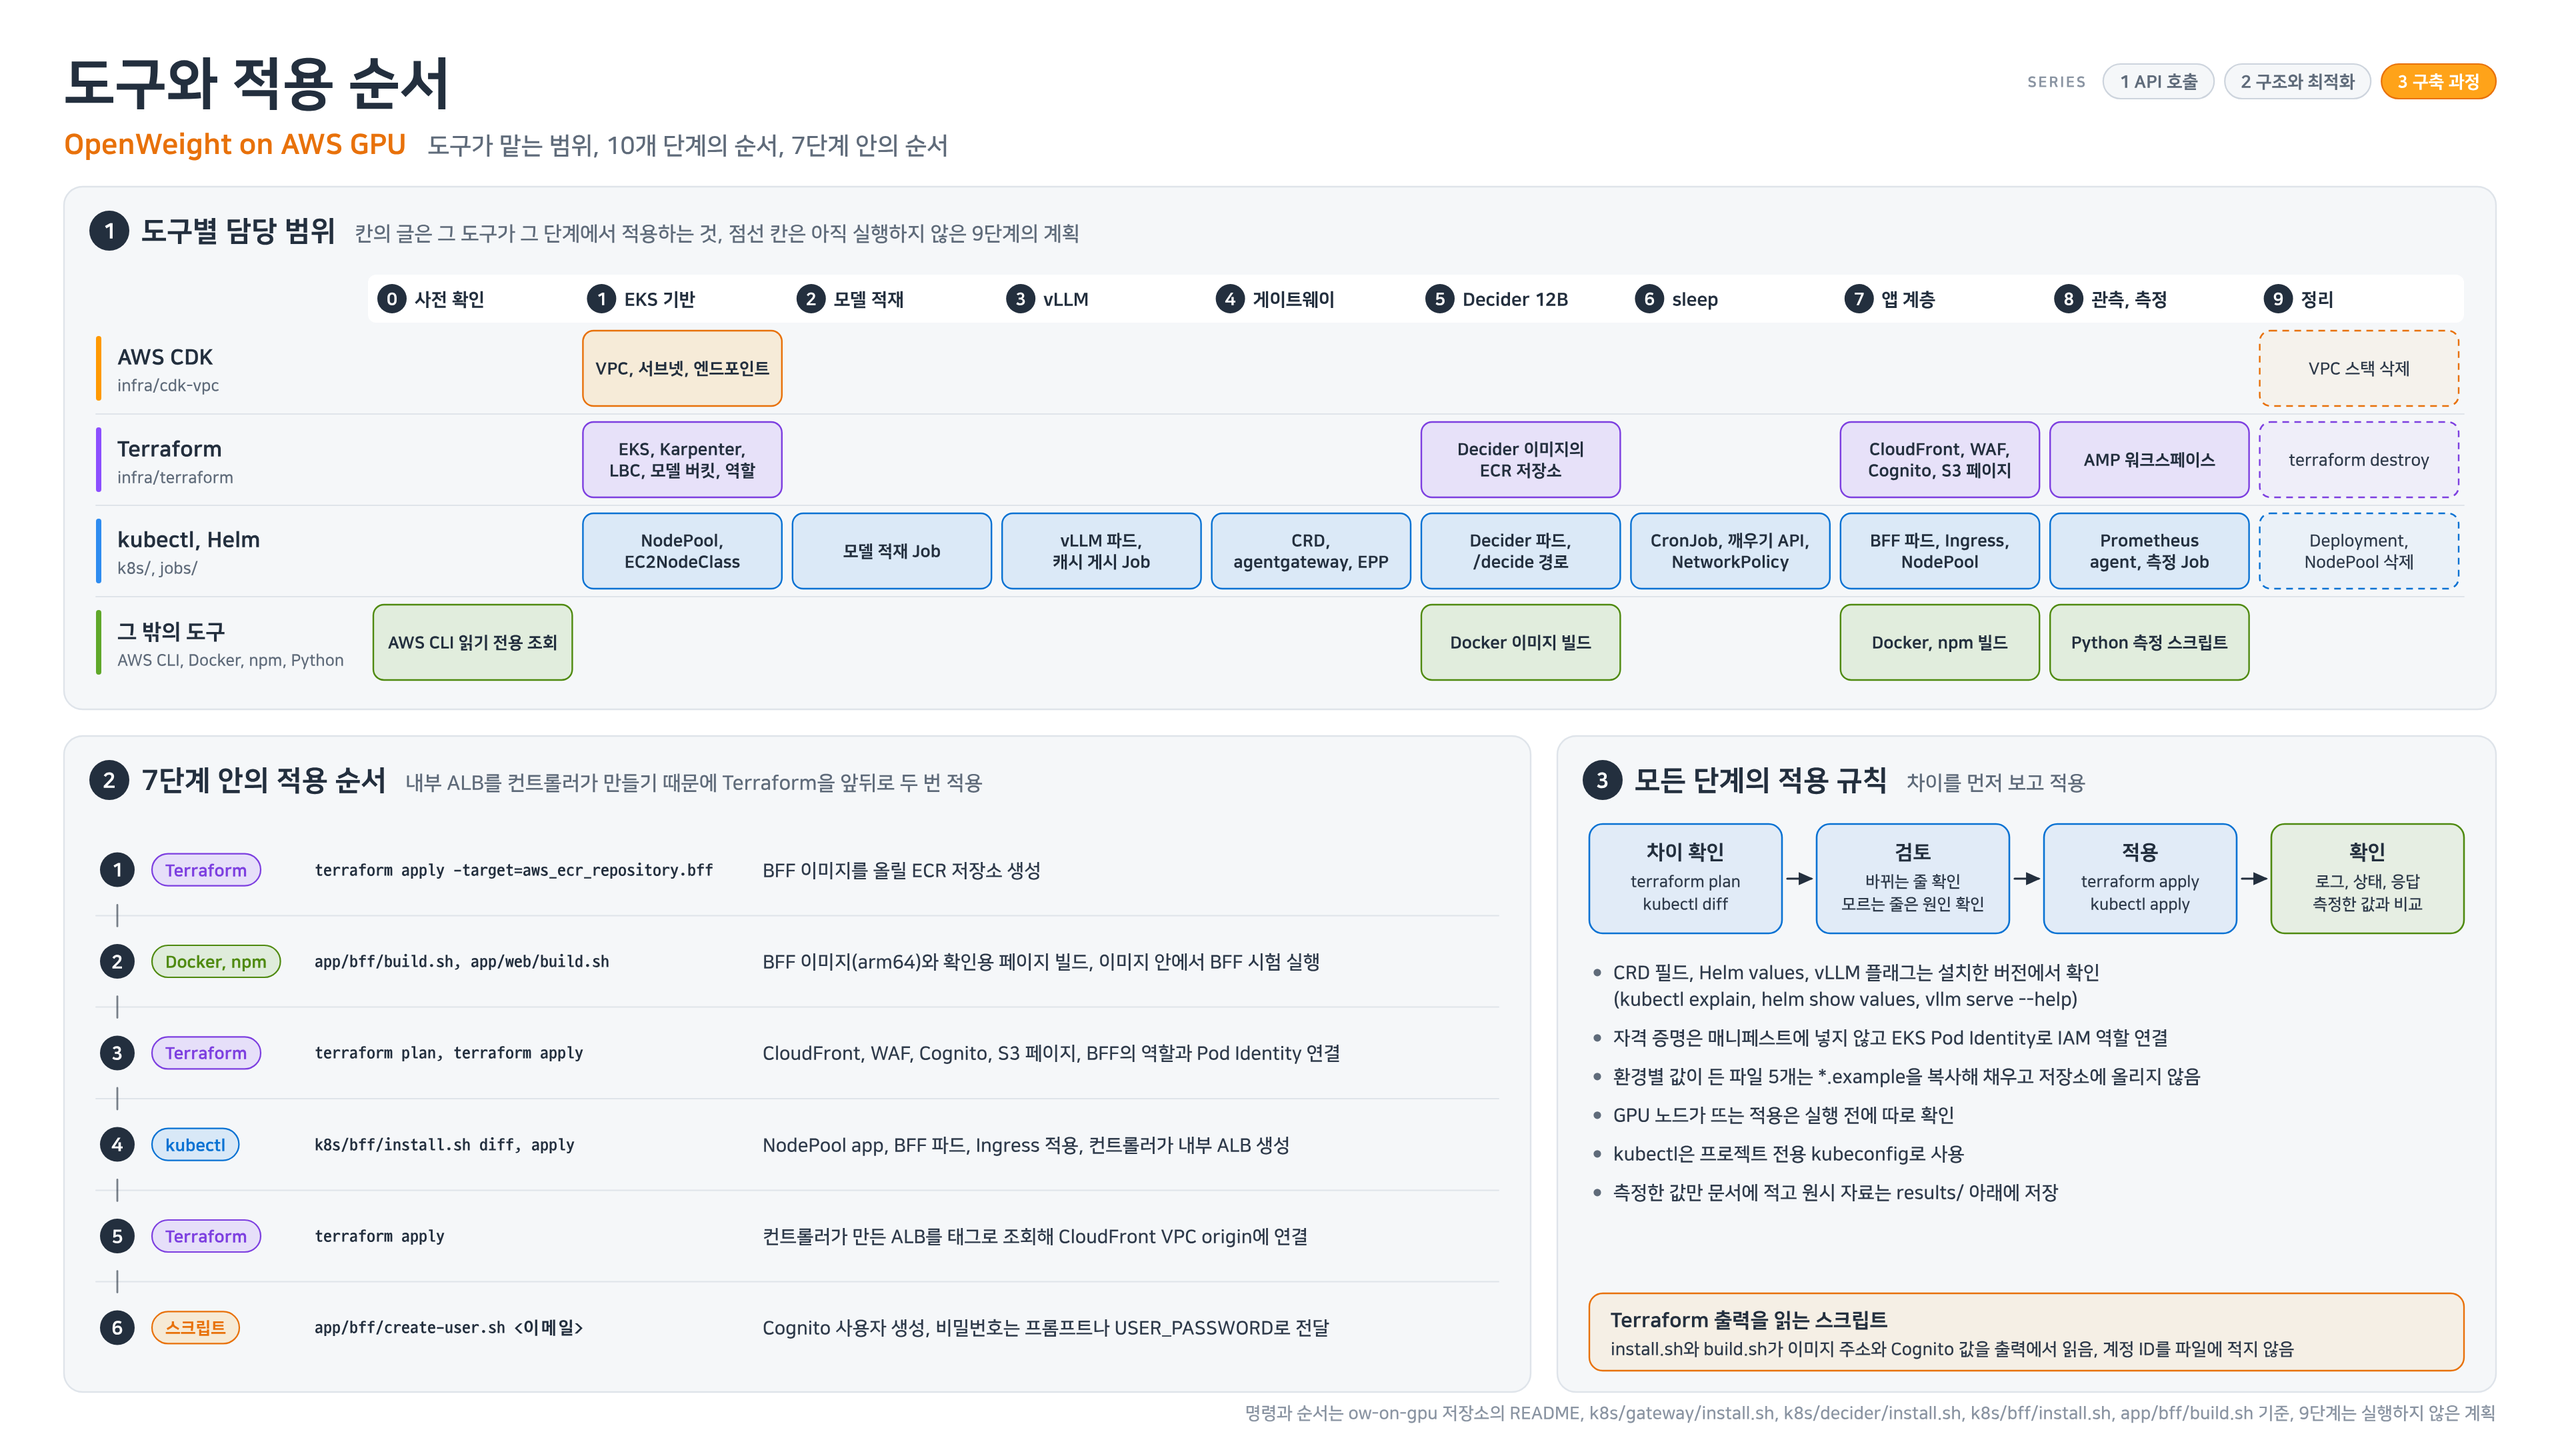 도구와 적용 순서
SERIES 1 API 호출 2 구조와 최적화 3 구축 과정
OpenWeight on AWS GPU 도구가 맡는 범위, 10개 단계의 순서, 7단계 안의 순서
1 도구별 담당 범위 칸의 글은 그 도구가 그 단계에서 적용하는 것, 점선 칸은 아직 실행하지 않은 9단계의 계획
0 사전 확인
1 EKS 기반
2 모델 적재
3 vLLM
4 게이트웨이
5 Decider 12B
6 sleep
7 앱 계층
8 관측, 측정
9 정리
AWS CDK
infra/cdk-vpc
VPC, 서브넷, 엔드포인트
VPC 스택 삭제
Terraform
infra/terraform
EKS, Karpenter,
LBC, 모델 버킷, 역할
Decider 이미지의
ECR 저장소
CloudFront, WAF,
Cognito, S3 페이지
AMP 워크스페이스
terraform destroy
kubectl, Helm
k8s/, jobs/
NodePool,
EC2NodeClass
모델 적재 Job
vLLM 파드,
캐시 게시 Job
CRD,
agentgateway, EPP
Decider 파드,
/decide 경로
CronJob, 깨우기 API,
NetworkPolicy
BFF 파드, Ingress,
NodePool
Prometheus
agent, 측정 Job
Deployment,
NodePool 삭제
그 밖의 도구
AWS CLI, Docker, npm, Python
AWS CLI 읽기 전용 조회
Docker 이미지 빌드
Docker, npm 빌드
Python 측정 스크립트
2 7단계 안의 적용 순서 내부 ALB를 컨트롤러가 만들기 때문에 Terraform을 앞뒤로 두 번 적용
1 Terraform terraform apply -target=aws_ecr_repository.bff BFF 이미지를 올릴 ECR 저장소 생성
2 Docker, npm app/bff/build.sh, app/web/build.sh BFF 이미지(arm64)와 확인용 페이지 빌드, 이미지 안에서 BFF 시험 실행
3 Terraform terraform plan, terraform apply CloudFront, WAF, Cognito, S3 페이지, BFF의 역할과 Pod Identity 연결
4 kubectl k8s/bff/install.sh diff, apply NodePool app, BFF 파드, Ingress 적용, 컨트롤러가 내부 ALB 생성
5 Terraform terraform apply 컨트롤러가 만든 ALB를 태그로 조회해 CloudFront VPC origin에 연결
6 스크립트 app/bff/create-user.sh <이메일> Cognito 사용자 생성, 비밀번호는 프롬프트나 USER_PASSWORD로 전달
3 모든 단계의 적용 규칙 차이를 먼저 보고 적용
차이 확인
terraform plan
kubectl diff
검토
바뀌는 줄 확인
모르는 줄은 원인 확인
적용
terraform apply
kubectl apply
확인
로그, 상태, 응답
측정한 값과 비교
• CRD 필드, Helm values, vLLM 플래그는 설치한 버전에서 확인
(kubectl explain, helm show values, vllm serve --help)
• 자격 증명은 매니페스트에 넣지 않고 EKS Pod Identity로 IAM 역할 연결
• 환경별 값이 든 파일 5개는 *.example을 복사해 채우고 저장소에 올리지 않음
• GPU 노드가 뜨는 적용은 실행 전에 따로 확인
• kubectl은 프로젝트 전용 kubeconfig로 사용
• 측정한 값만 문서에 적고 원시 자료는 results/ 아래에 저장
Terraform 출력을 읽는 스크립트
install.sh와 build.sh가 이미지 주소와 Cognito 값을 출력에서 읽음, 계정 ID를 파일에 적지 않음
명령과 순서는 ow-on-gpu 저장소의 README, k8s/gateway/install.sh, k8s/decider/install.sh, k8s/bff/install.sh, app/bff/build.sh 기준, 9단계는 실행하지 않은 계획